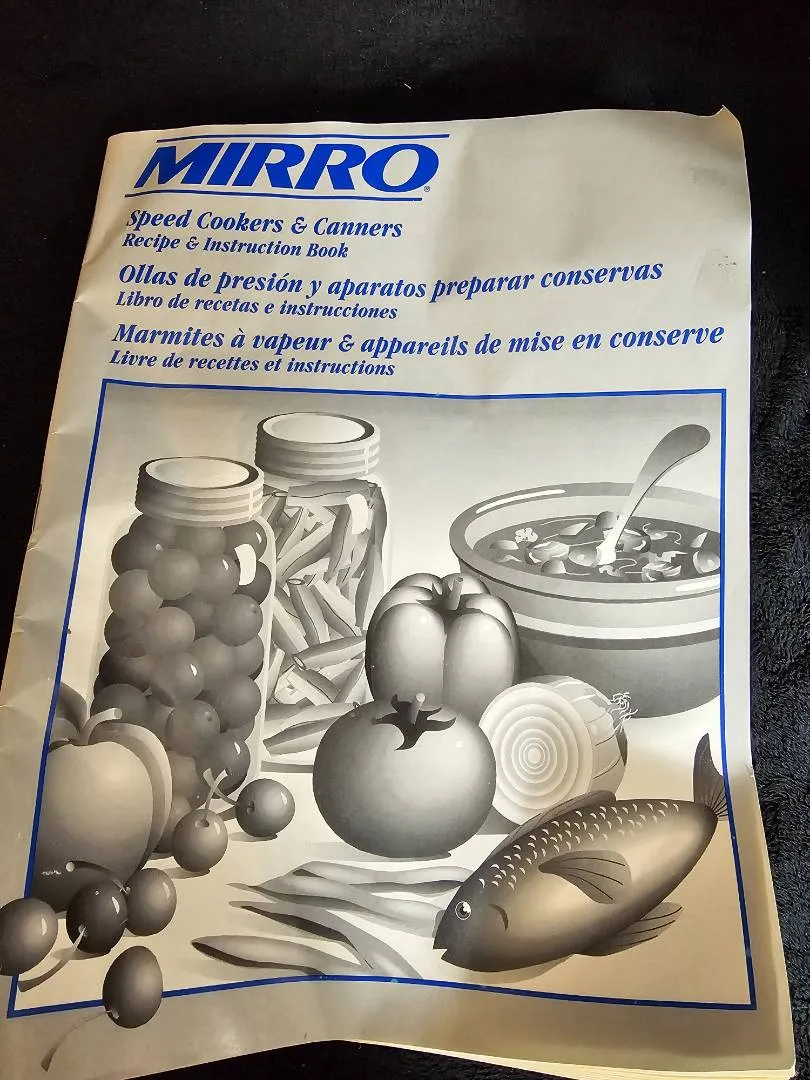 MIRRO®
Speed Cookers & Canners
Recipe & Instruction Book
Ollas de presión y aparatos preparar conservas
Libro de recetas e instrucciones
Marmites à vapeur & appareils de mise en conserve
Livre de recettes et instructions